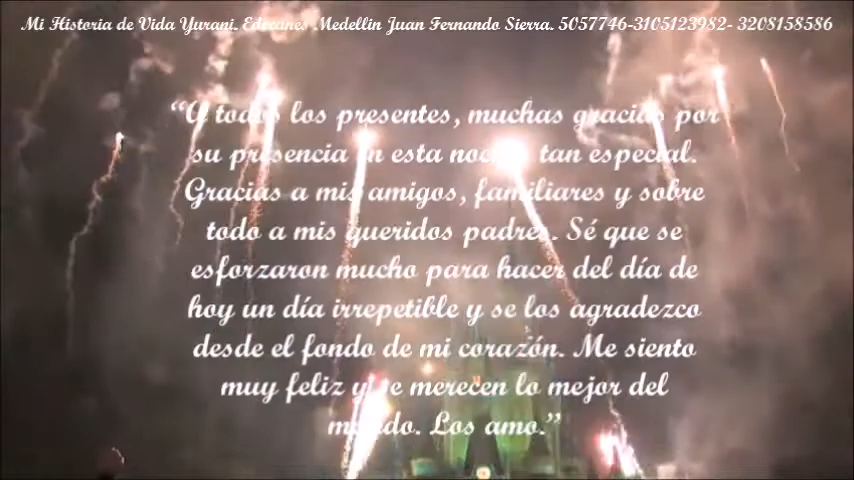 Mi Historia de Vida Yurani. Edecanes Medellin Juan Fernando Sierra. 5057746-3105123982- 3208158586
“A todos los presentes, muchas gracias por
su presencia en esta noche tan especial.
Gracias a mis amigos, familiares y sobre
todo a mis queridos padres. Sé que se
esforzaron mucho para hacer del día de
hoy un día irrepetible y se los agradezco
desde el fondo de mi corazón. Me siento
muy feliz y se merecen lo mejor del
mundo. Los amo.”